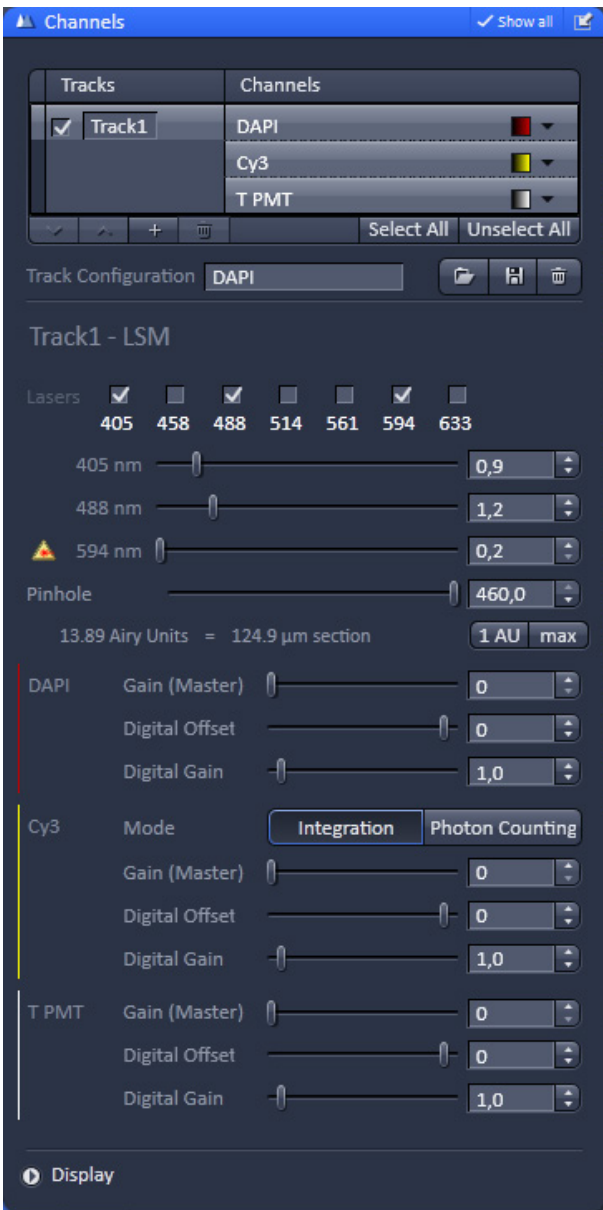 Channels Show all
Tracks Channels
Track1 DAPI
Cy3
T PMT
Select All Unselect All
Track Configuration DAPI
Track1 - LSM
Lasers
405 458 488 514 561 594 633
405 nm 0,9
488 nm 1,2
594 nm 0,2
Pinhole 460,0
13.89 Airy Units = 124.9 µm section 1 AU max
DAPI Gain (Master) 0
Digital Offset 0
Digital Gain 1,0
Cy3 Mode Integration Photon Counting
Gain (Master) 0
Digital Offset 0
Digital Gain 1,0
T PMT Gain (Master) 0
Digital Offset 0
Digital Gain 1,0
Display